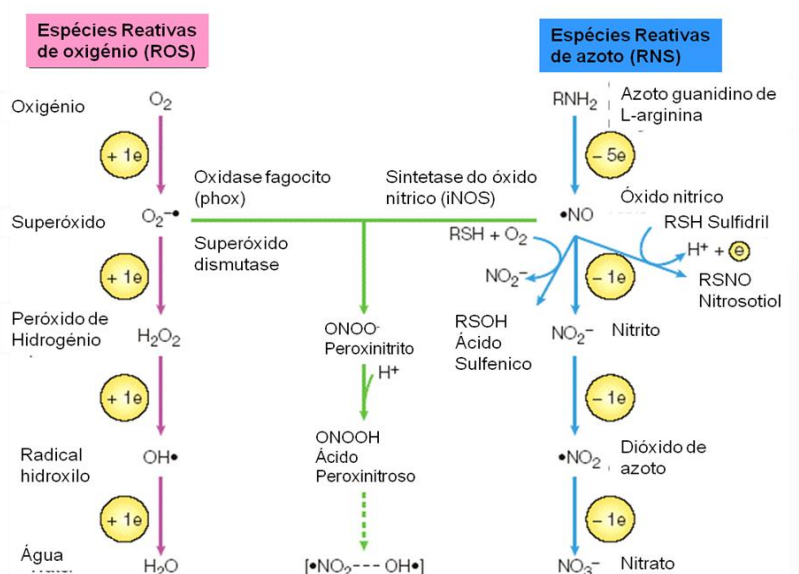 Espécies Reativas
de oxigénio (ROS)
Espécies Reativas
de azoto (RNS)
Oxigénio
O₂
RNH₂
Azoto guanidino de
L-arginina
+ 1e
– 5e
Oxidase fagocito
(phox)
Sintetase do óxido
nítrico (iNOS)
Óxido nitrico
Superóxido
O₂⁻•
•NO
RSH Sulfidril
Superóxido
dismutase
RSH + O₂
H⁺ + e
+ 1e
NO₂⁻
– 1e
RSNO
Nitrosotiol
Peróxido de
Hidrogénio
H₂O₂
ONOO⁻
Peroxinitrito
RSOH
Ácido
Sulfenico
NO₂⁻
Nitrito
H⁺
+ 1e
– 1e
Radical
hidroxilo
OH•
ONOOH
Ácido
Peroxinitroso
•NO₂
Dióxido de
azoto
+ 1e
– 1e
Água
H₂O
[•NO₂--- OH•]
NO₃⁻
Nitrato